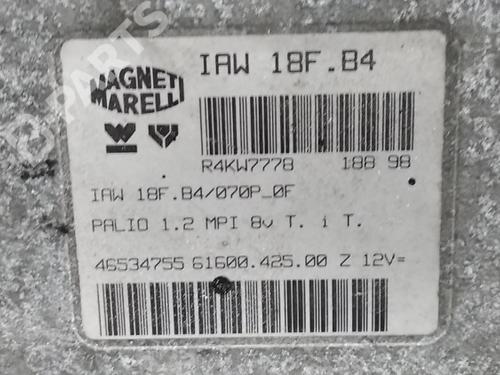 IAW 18F.B4
MAGNETI
MARELLI
R4KW7778 188 98
IAW 18F.B4/070P_0F
PALIO 1.2 MPI 8v T. i T.
46534755 61600.425.00 Z 12V=